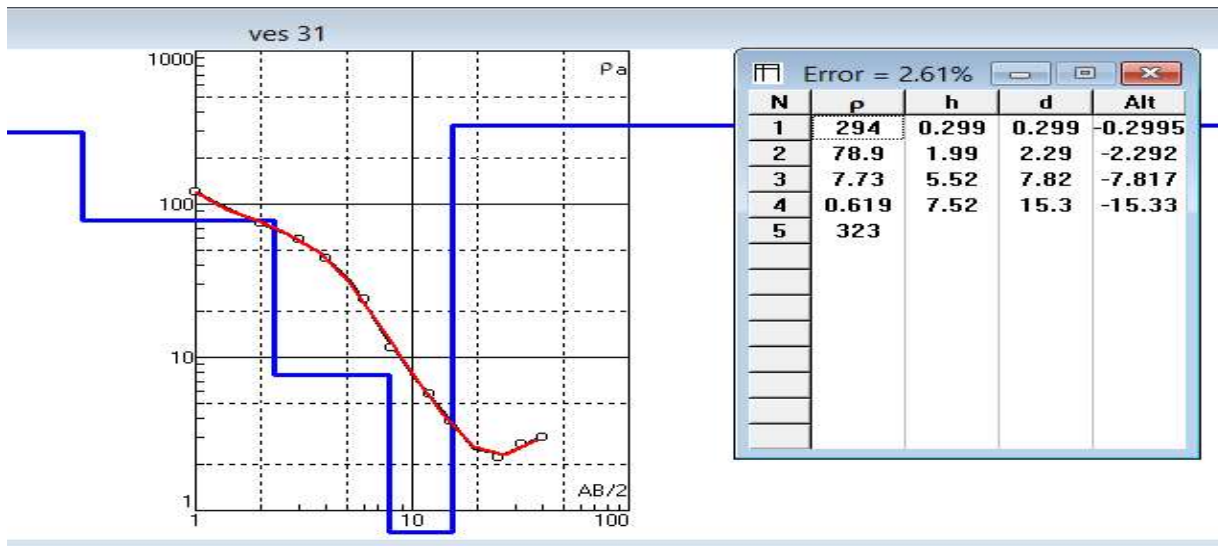 ves 31
1000
Pa
100
10
1
AB/2
1 10 100
Error = 2.61%
N ρ h d Alt
1 294 0.299 0.299 -0.2995
2 78.9 1.99 2.29 -2.292
3 7.73 5.52 7.82 -7.817
4 0.619 7.52 15.3 -15.33
5 323